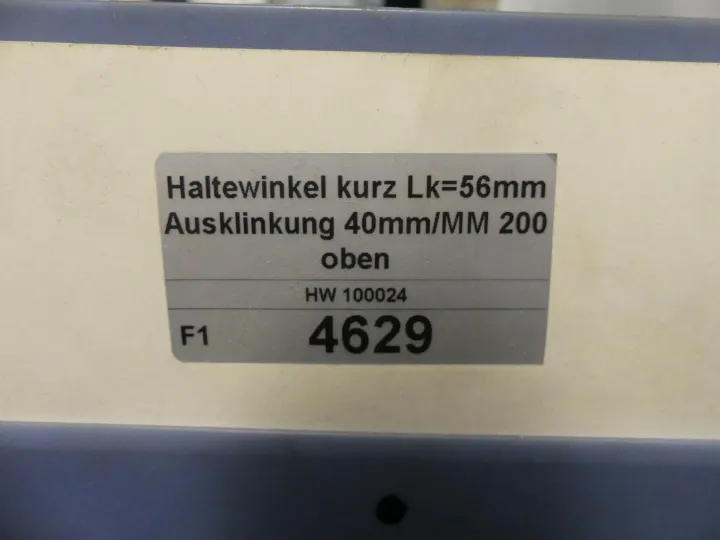 Haltewinkel kurz Lk=56mm
Ausklinkung 40mm/MM 200
oben
HW 100024
F1 4629